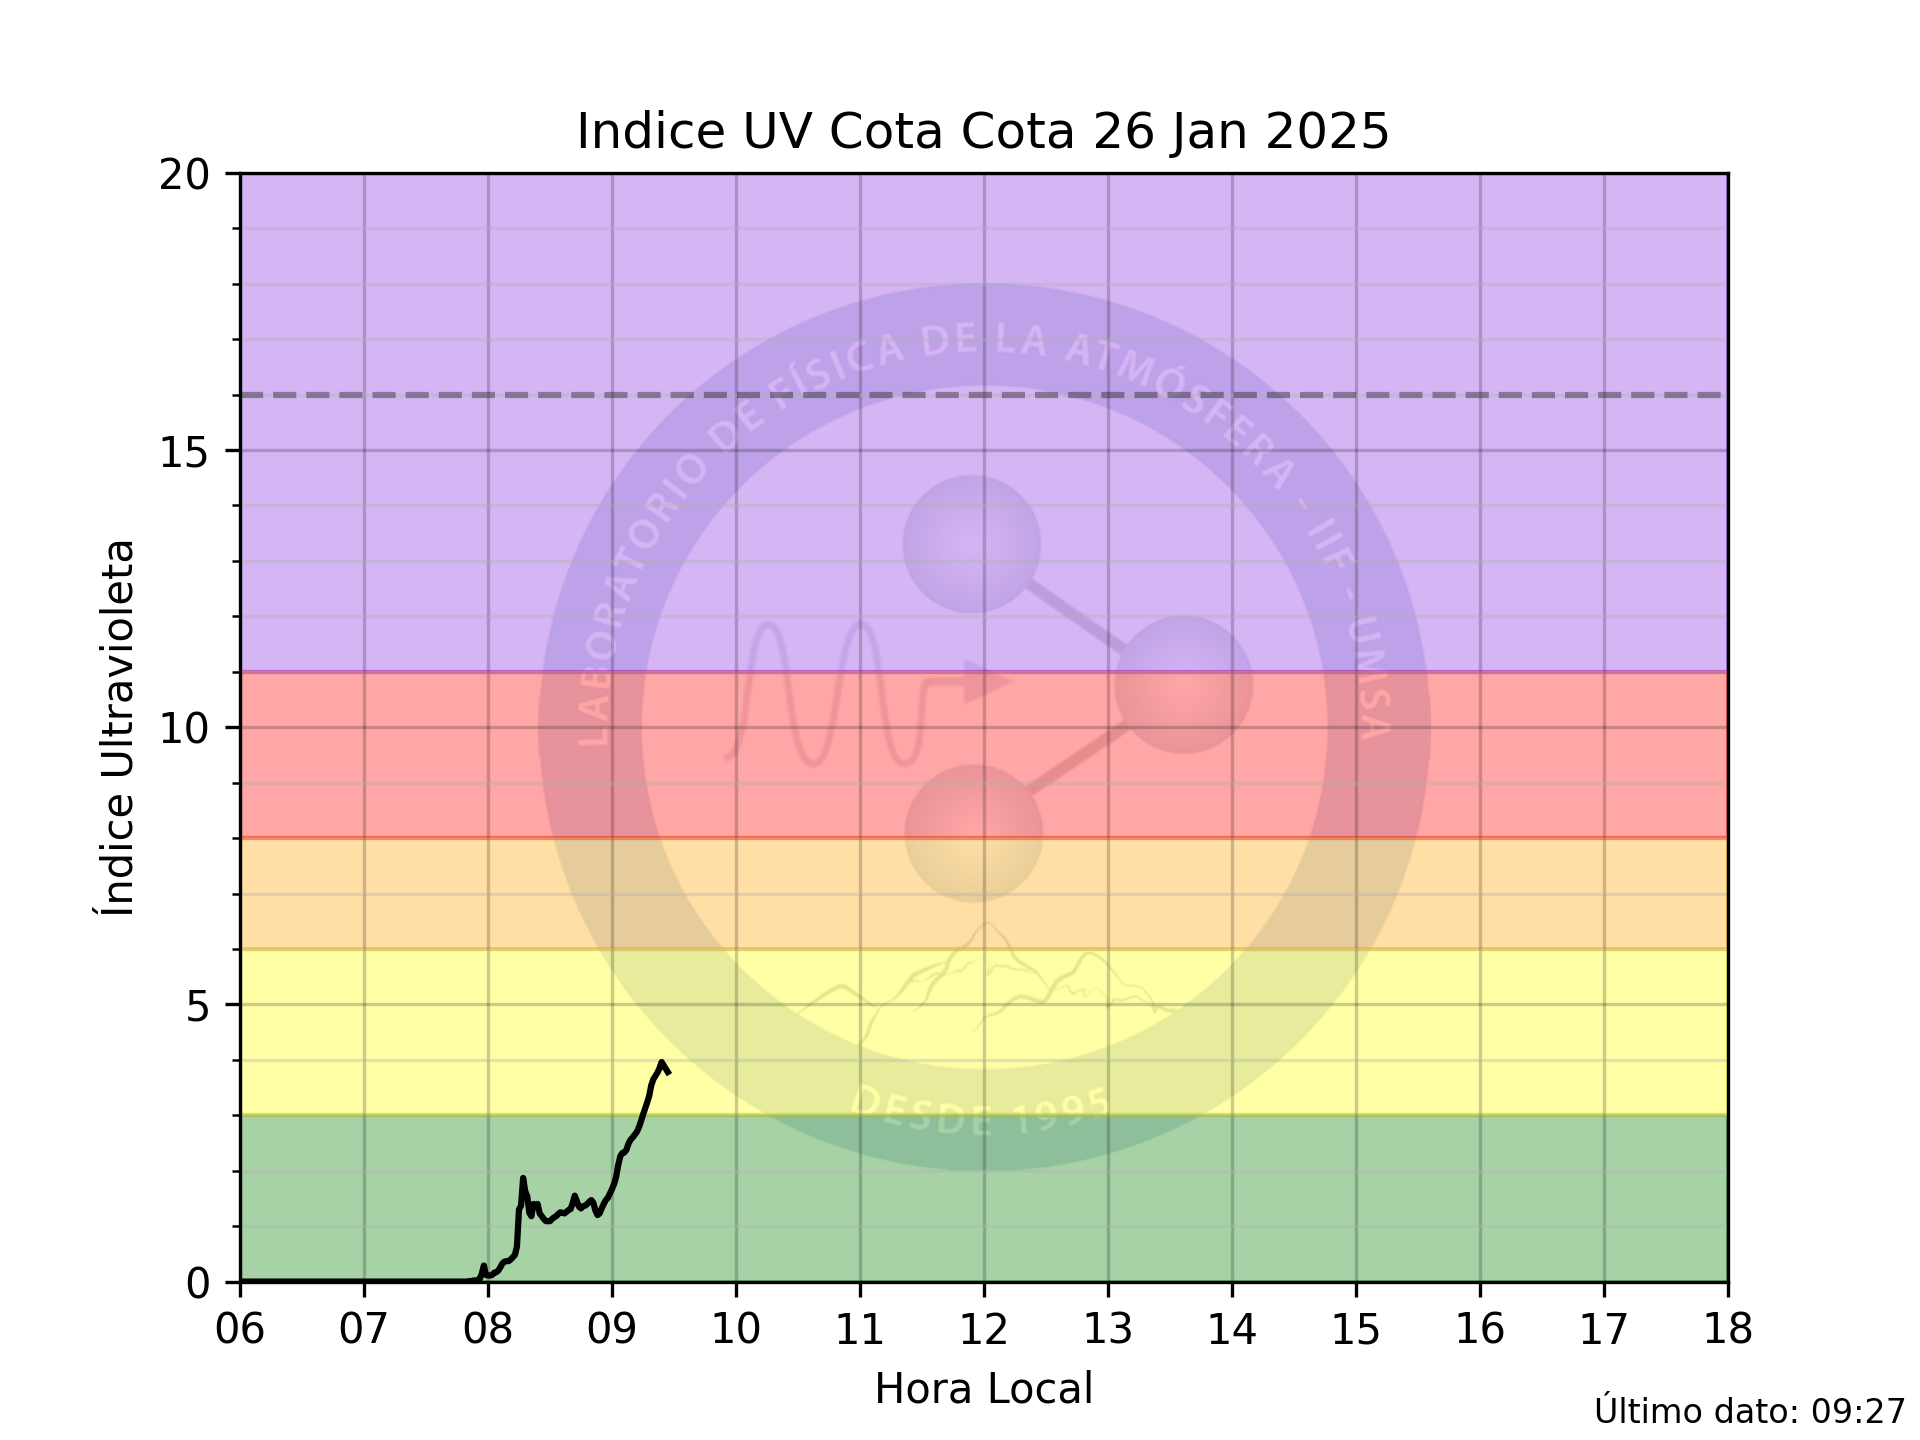 Indice UV Cota Cota 26 Jan 2025
20
15
10
5
0
Índice Ultravioleta
LABORATORIO DE FÍSICA DE LA ATMÓSFERA - IIF - UMSA
DESDE 1995
06 07 08 09 10 11 12 13 14 15 16 17 18
Hora Local
Último dato: 09:27